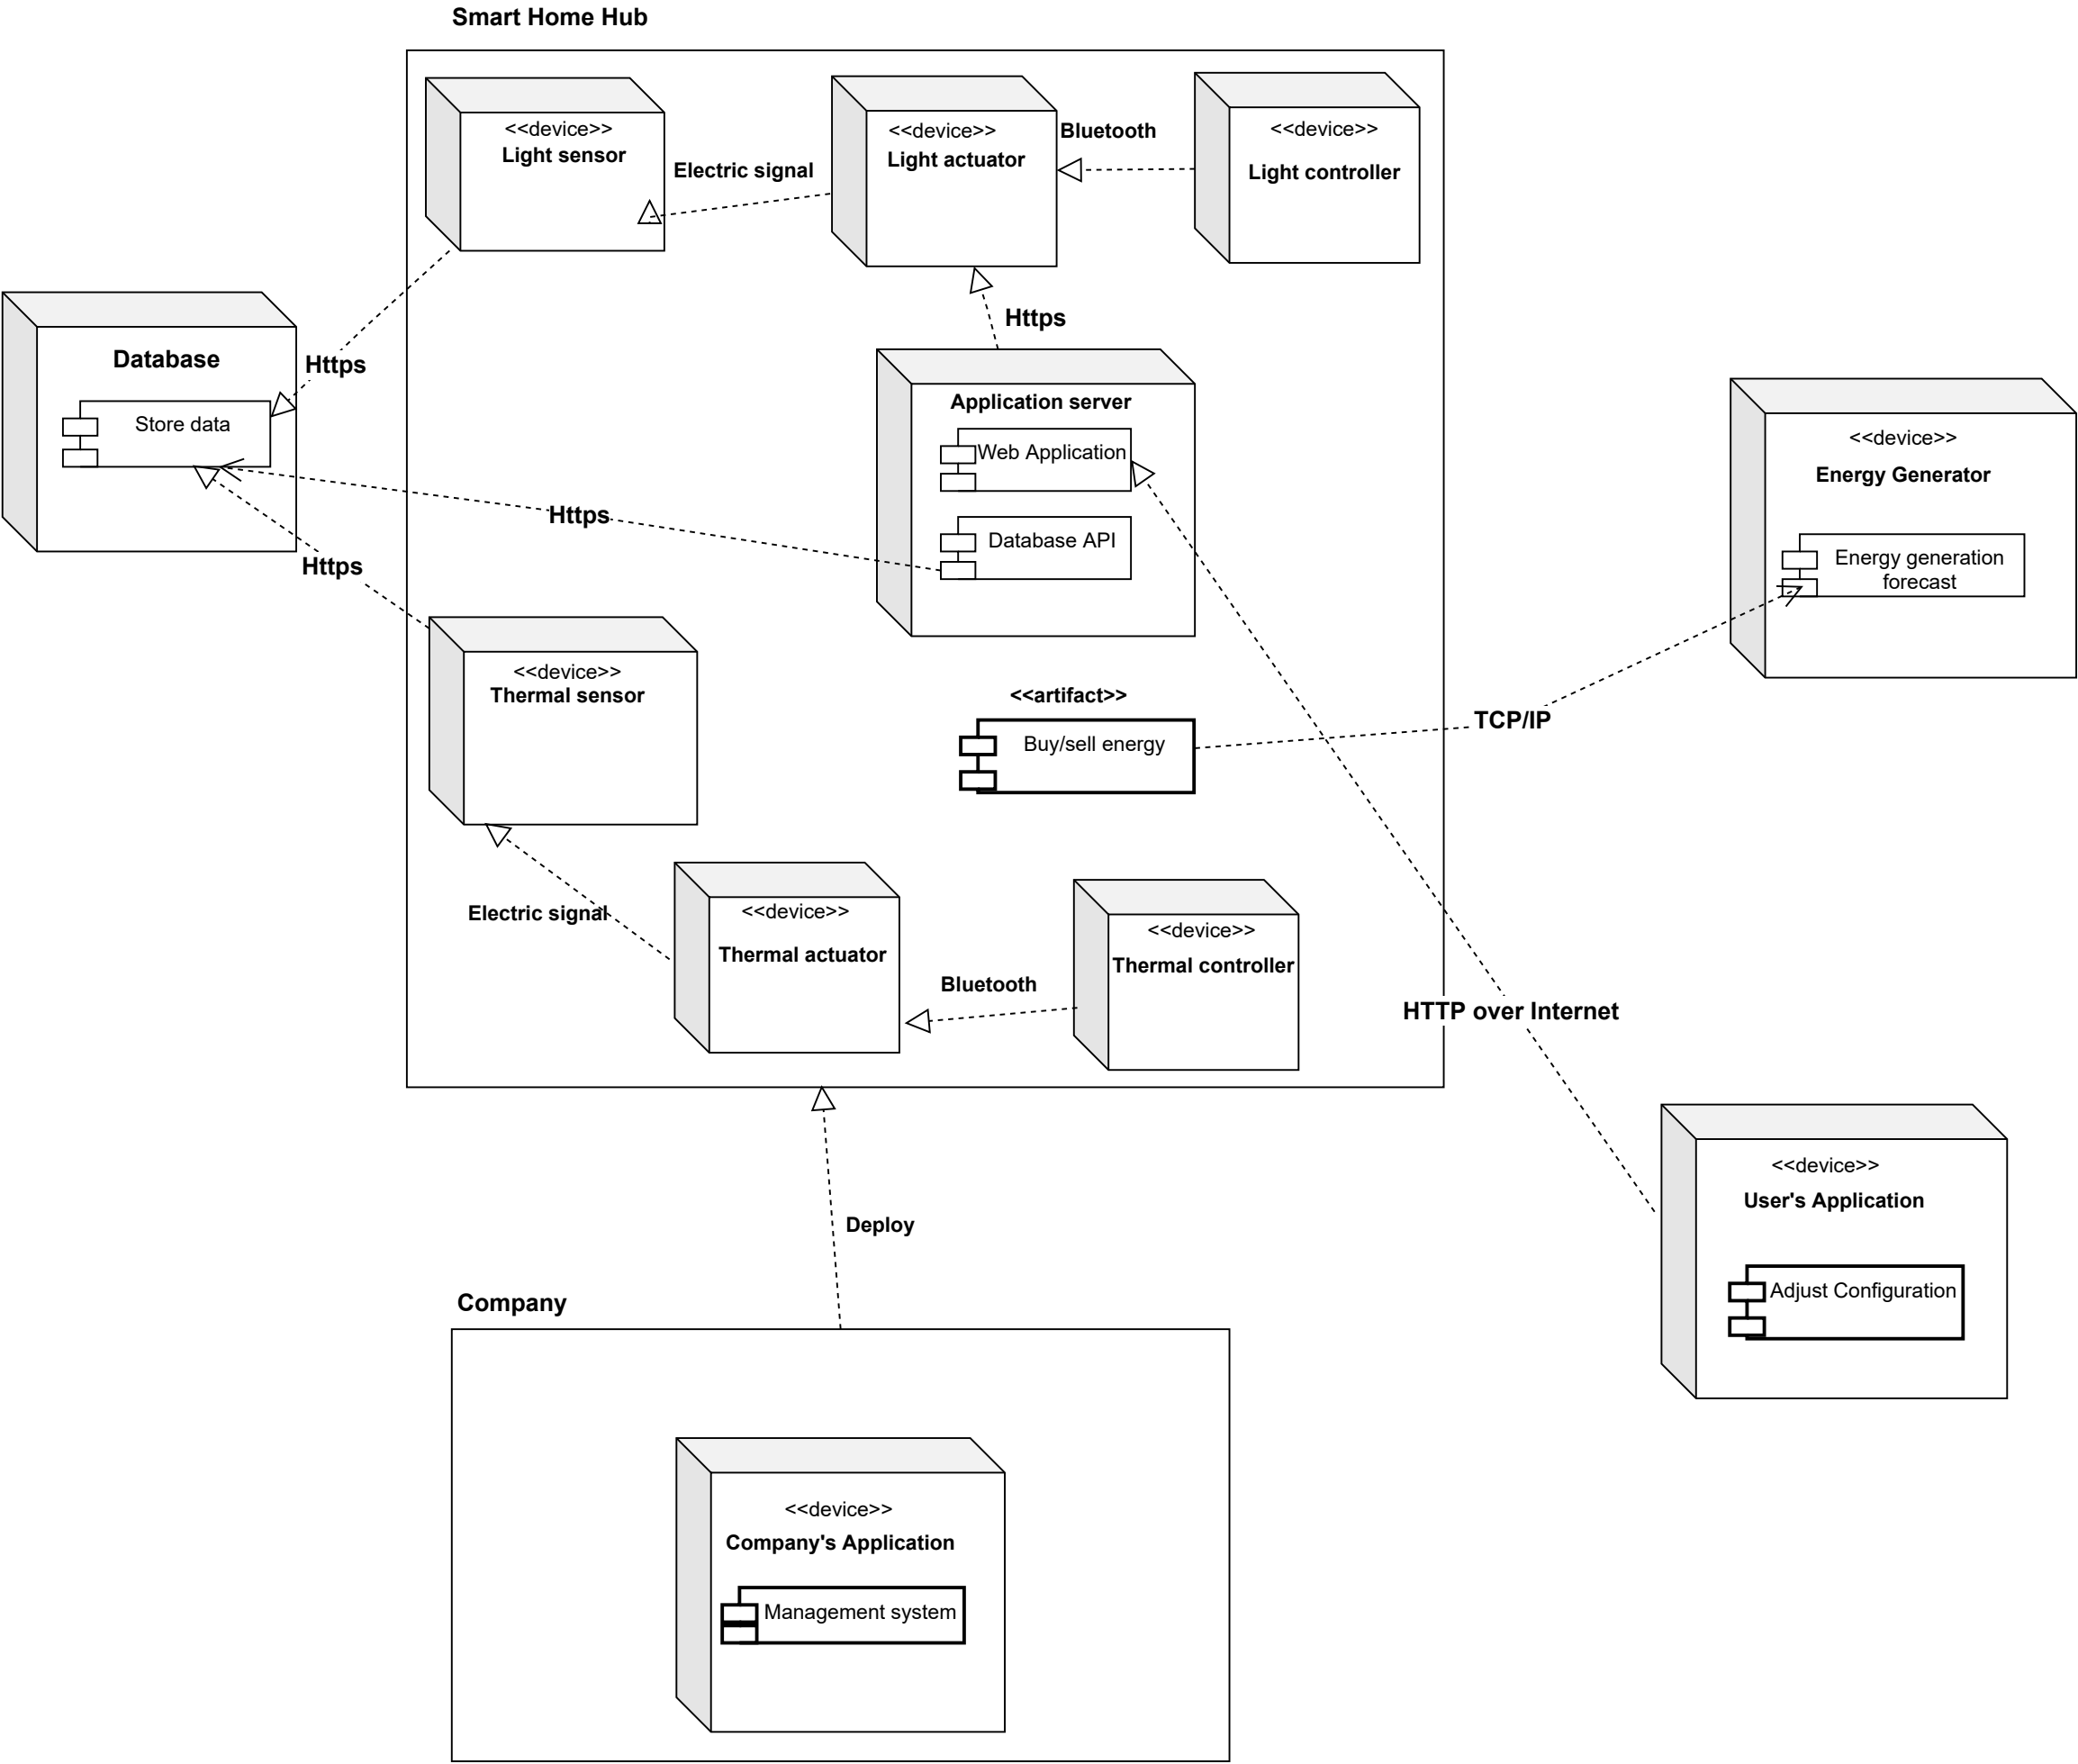 Smart Home Hub
<<device>>
Light sensor
Electric signal
<<device>>
Light actuator
Bluetooth
<<device>>
Light controller
Https
Database
Store data
Https
Application server
Web Application
Database API
Https
Https
<<device>>
Energy Generator
Energy generation
forecast
<<device>>
Thermal sensor
<<artifact>>
Buy/sell energy
TCP/IP
Electric signal
<<device>>
Thermal actuator
Bluetooth
<<device>>
Thermal controller
HTTP over Internet
<<device>>
User's Application
Adjust Configuration
Deploy
Company
<<device>>
Company's Application
Management system